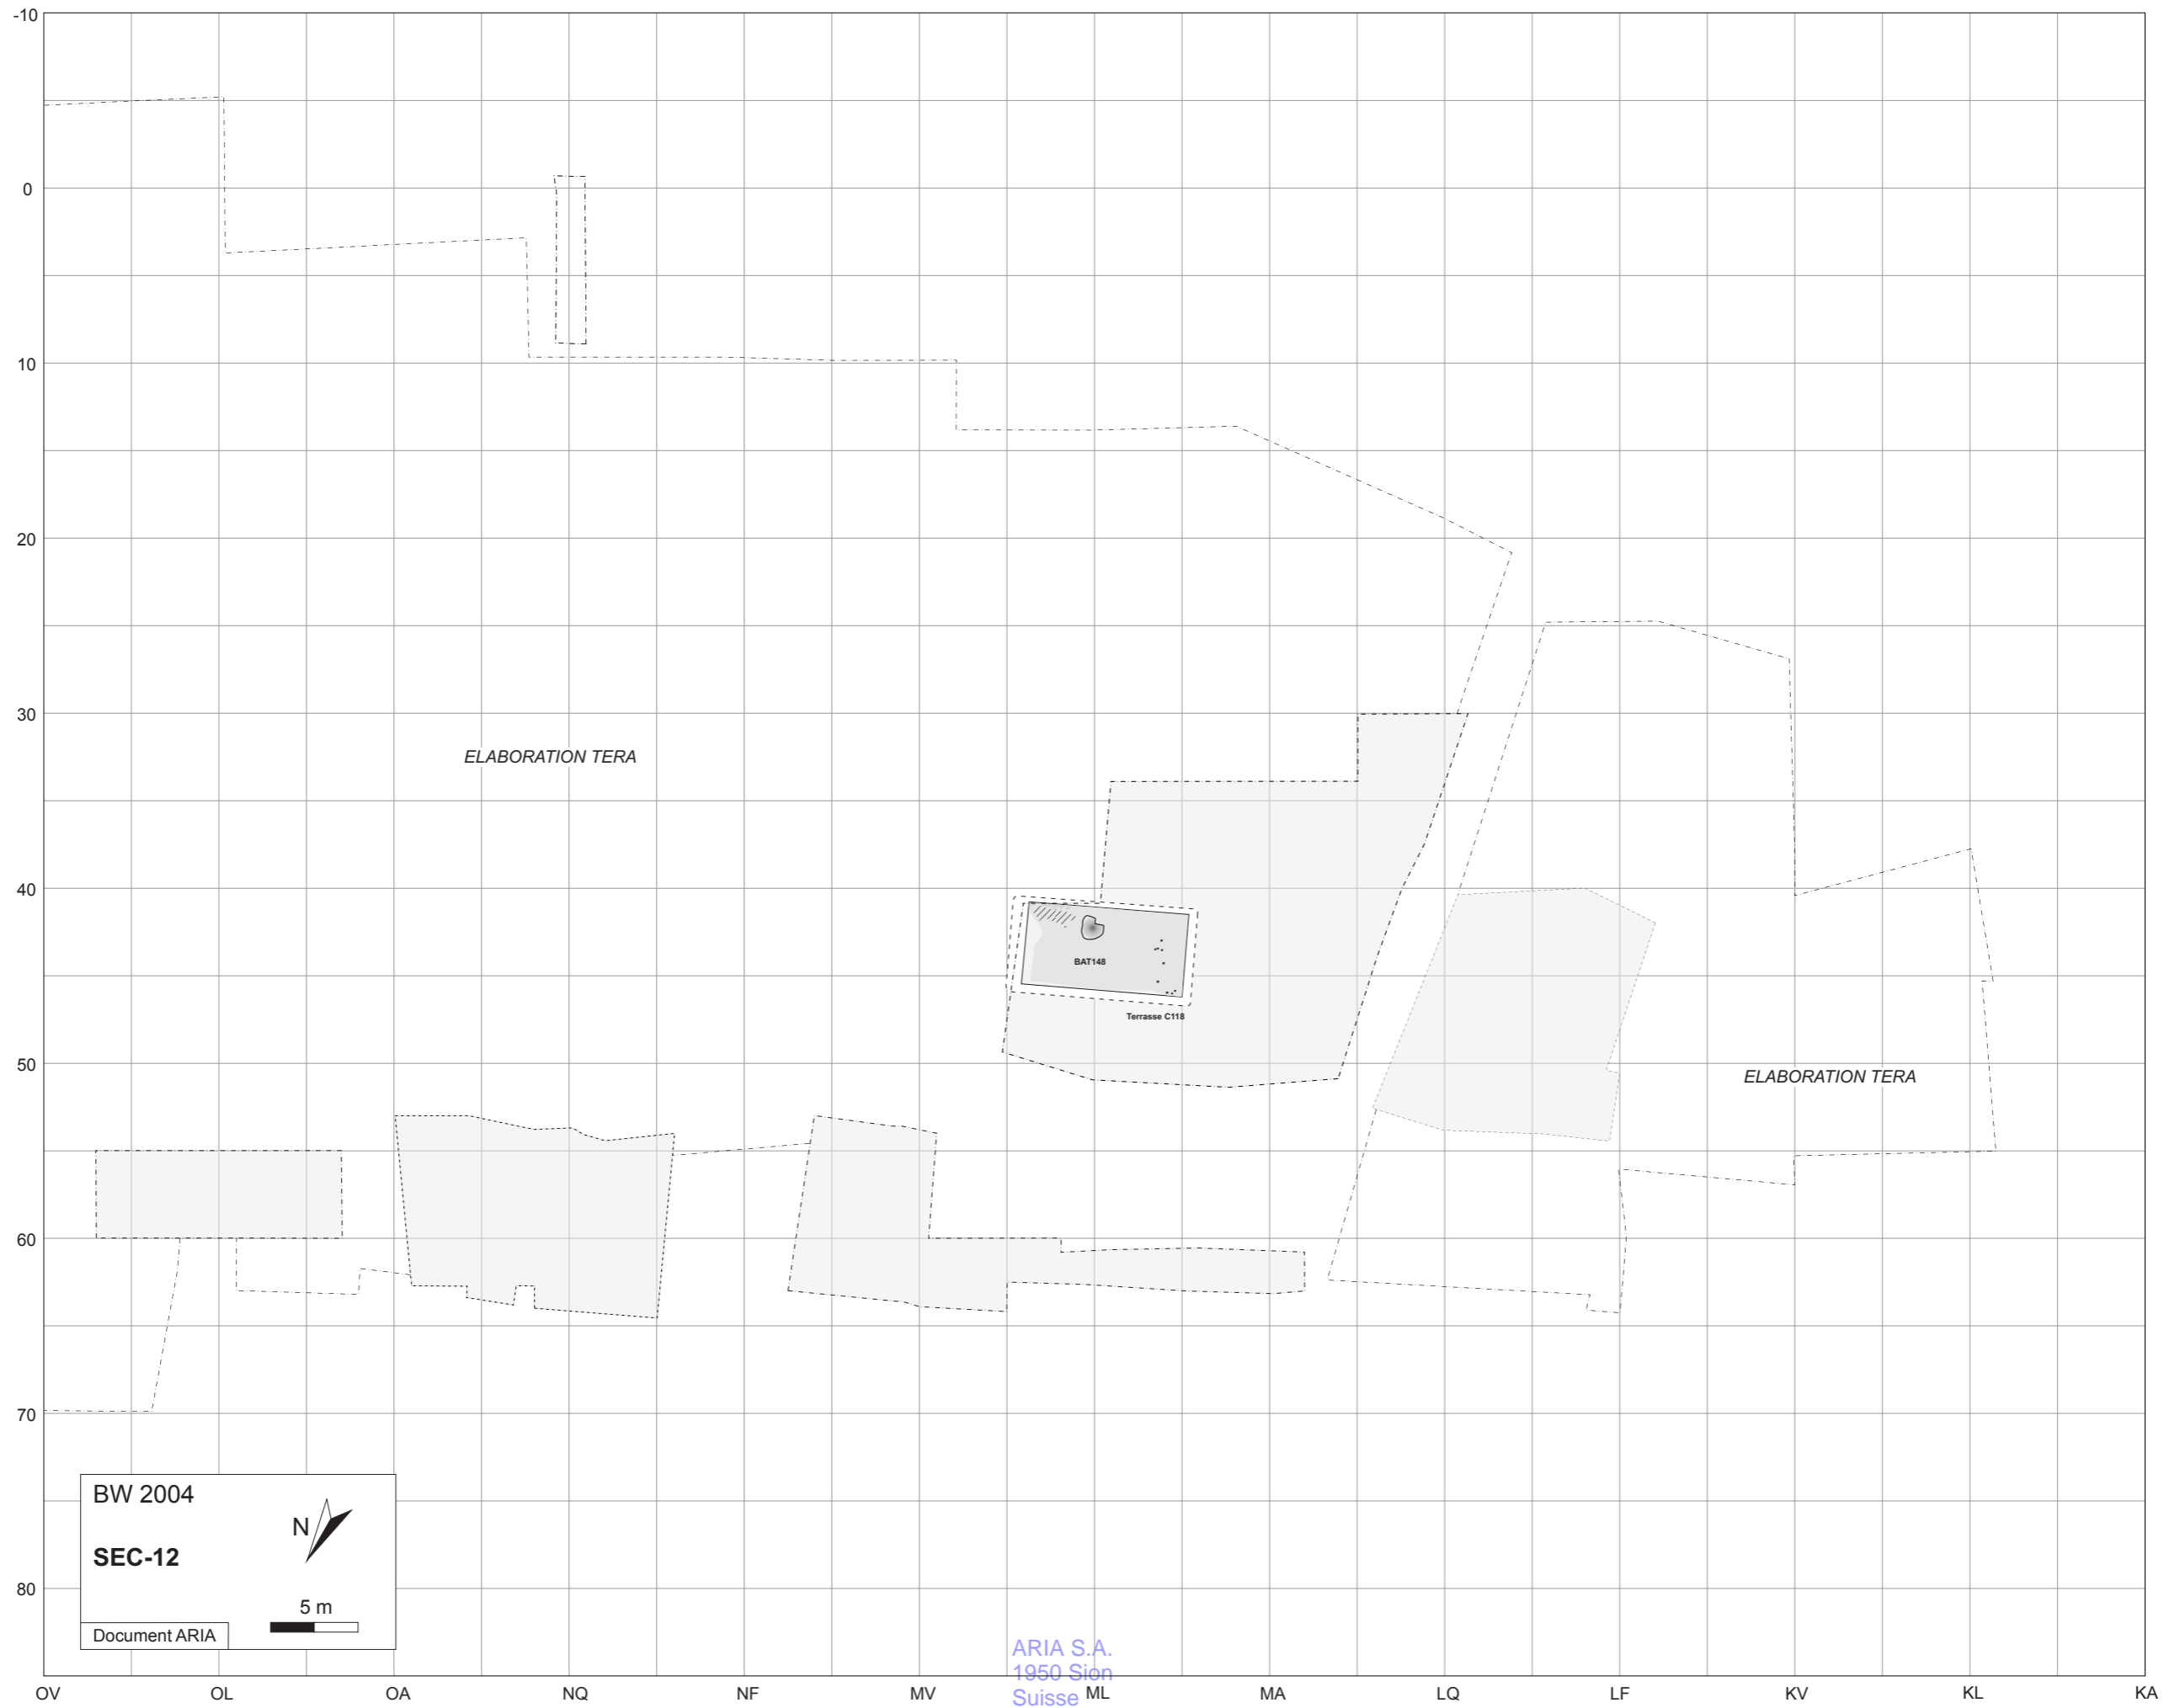 -10
0
10
20
30
ELABORATION TERA
40
BAT148
Terrasse C118
50
ELABORATION TERA
60
70
BW 2004
N
SEC-12
80
5 m
Document ARIA
ARIA S.A.
1950 Sion
Suisse
OV OL OA NQ NF MV ML MA LQ LF KV KL KA